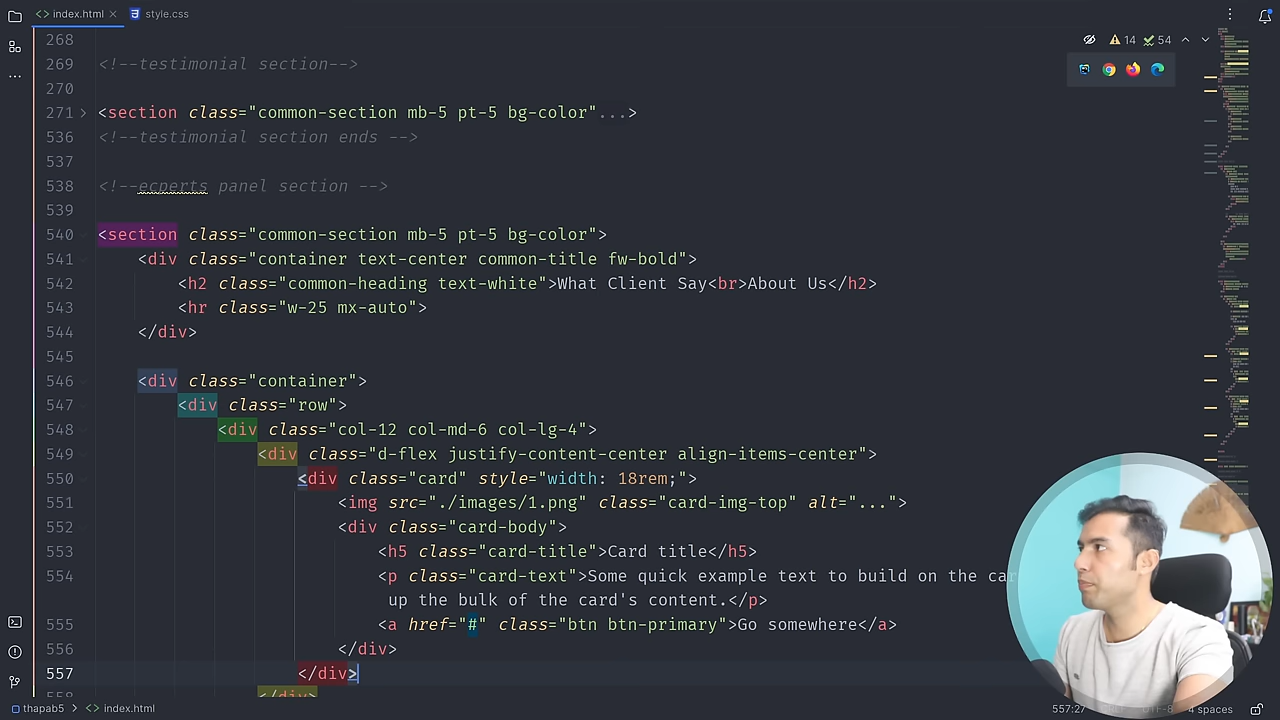 index.html
style.css
14
54
268
269 <!--testimonial section-->
270
271 <section class="common-section mb-5 pt-5 bs-color"...>
536 <!--testimonial section ends -->
537
538 <!--ecperts panel section -->
539
540 <section class="common-section mb-5 pt-5 bs-color">
541 <div class="container text-center common-title rw-bold">
542 <h2 class="common-heading text-white">What client Say<br>About Us</h2>
543 <hr class="w-25 mx-auto">
544 </div>
545
546 <div class="container">
547 <div class="row">
548 <div class="col-12 col-md-6 col-lg-4">
549 <div class="d-flex justify-content-center align-items-center">
550 <div class="card" style="width: 18rem;">
551 <img src="./images/1.png" class="card-img-top" alt="...">
552 <div class="card-body">
553 <h5 class="card-title">Card title</h5>
554 <p class="card-text">Some quick example text to build on the
up the bulk of the card's content.</p>
555 <a href="#" class="btn btn-primary">Go somewhere</a>
556 </div>
557 </div>
558 </div>
thapab5 > index.html
557:27
UTF-8
4 spaces